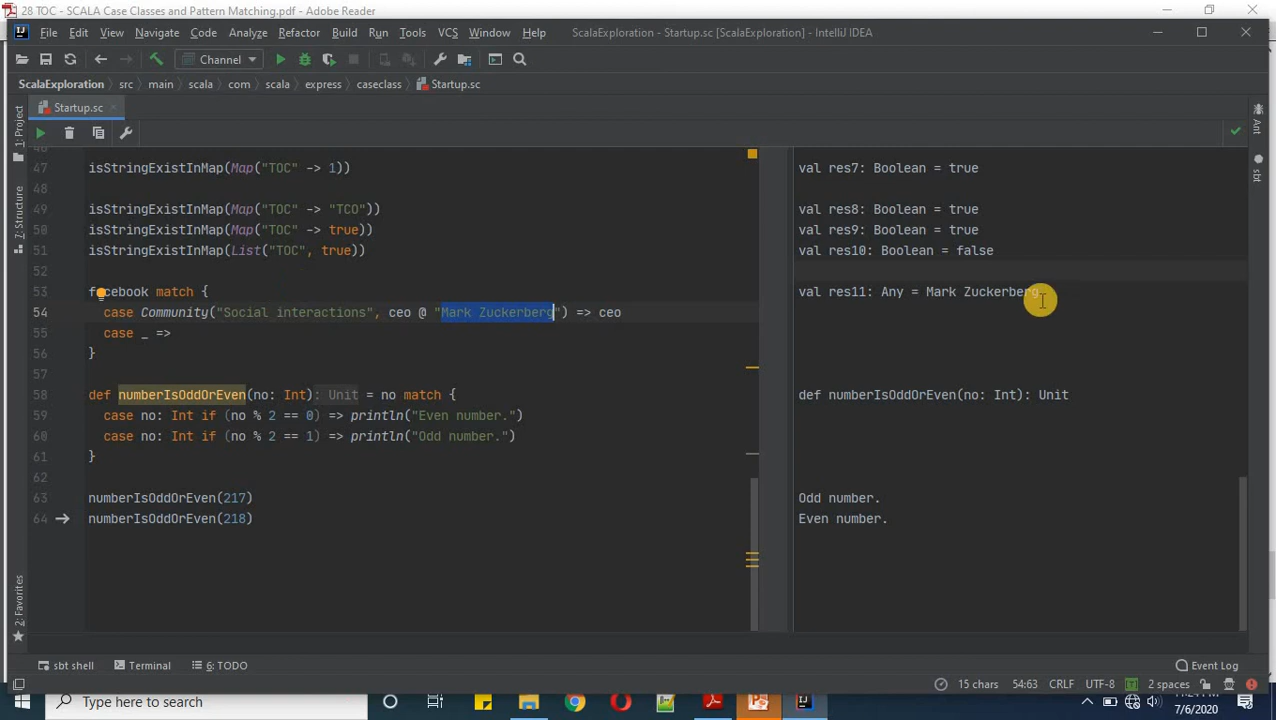 28 TOC - SCALA Case Classes and Pattern Matching.pdf - Adobe Reader
File Edit View Navigate Code Analyze Refactor Build Run Tools VCS Window Help ScalaExploration - Startup.sc [ScalaExploration] - IntelliJ IDEA
Channel
ScalaExploration src main scala com scala express caseclass Startup.sc
Startup.sc
1: Project
7: Structure
2: Favorites
Ant
sbt
47 isStringExistInMap(Map("TOC" -> 1)) val res7: Boolean = true
48
49 isStringExistInMap(Map("TOC" -> "TCO")) val res8: Boolean = true
50 isStringExistInMap(Map("TOC" -> true)) val res9: Boolean = true
51 isStringExistInMap(List("TOC", true)) val res10: Boolean = false
52
53 facebook match { val res11: Any = Mark Zuckerberg
54 case Community("Social interactions", ceo @ "Mark Zuckerberg") => ceo
55 case _ =>
56 }
57
58 def numberIsOddOrEven(no: Int): Unit = no match { def numberIsOddOrEven(no: Int): Unit
59 case no: Int if (no % 2 == 0) => println("Even number.")
60 case no: Int if (no % 2 == 1) => println("Odd number.")
61 }
62
63 numberIsOddOrEven(217) Odd number.
64 numberIsOddOrEven(218) Even number.
sbt shell Terminal 6: TODO Event Log
15 chars 54:63 CRLF UTF-8 2 spaces
Type here to search
7/6/2020